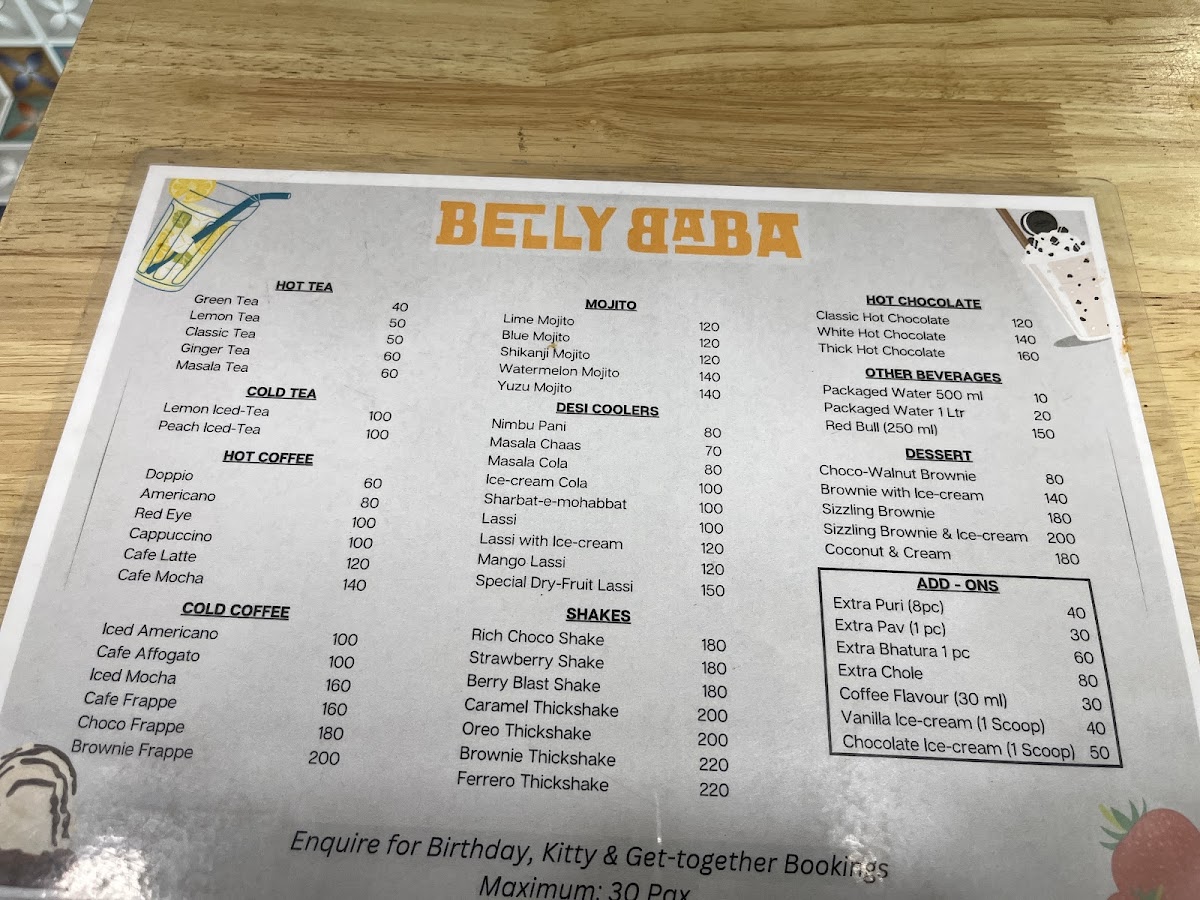 BELLY BABA
HOT TEA
Green Tea 40
Lemon Tea 50
Classic Tea 50
Ginger Tea 60
Masala Tea 60
COLD TEA
Lemon Iced-Tea 100
Peach Iced-Tea 100
HOT COFFEE
Doppio 60
Americano 80
Red Eye 100
Cappuccino 100
Cafe Latte 120
Cafe Mocha 140
COLD COFFEE
Iced Americano 100
Cafe Affogato 100
Iced Mocha 160
Cafe Frappe 160
Choco Frappe 180
Brownie Frappe 200
MOJITO
Lime Mojito 120
Blue Mojito 120
Shikanji Mojito 120
Watermelon Mojito 140
Yuzu Mojito 140
DESI COOLERS
Nimbu Pani 80
Masala Chaas 70
Masala Cola 80
Ice-cream Cola 100
Sharbat-e-mohabbat 100
Lassi 100
Lassi with Ice-cream 120
Mango Lassi 120
Special Dry-Fruit Lassi 150
SHAKES
Rich Choco Shake 180
Strawberry Shake 180
Berry Blast Shake 180
Caramel Thickshake 200
Oreo Thickshake 200
Brownie Thickshake 220
Ferrero Thickshake 220
HOT CHOCOLATE
Classic Hot Chocolate 120
White Hot Chocolate 140
Thick Hot Chocolate 160
OTHER BEVERAGES
Packaged Water 500 ml 10
Packaged Water 1 Ltr 20
Red Bull (250 ml) 150
DESSERT
Choco-Walnut Brownie 80
Brownie with Ice-cream 140
Sizzling Brownie 180
Sizzling Brownie & Ice-cream 200
Coconut & Cream 180
ADD - ONS
Extra Puri (8pc) 40
Extra Pav (1 pc) 30
Extra Bhatura 1 pc 60
Extra Chole 80
Coffee Flavour (30 ml) 30
Vanilla Ice-cream (1 Scoop) 40
Chocolate Ice-cream (1 Scoop) 50
Enquire for Birthday, Kitty & Get-together Bookings
Maximum: 30 Pax